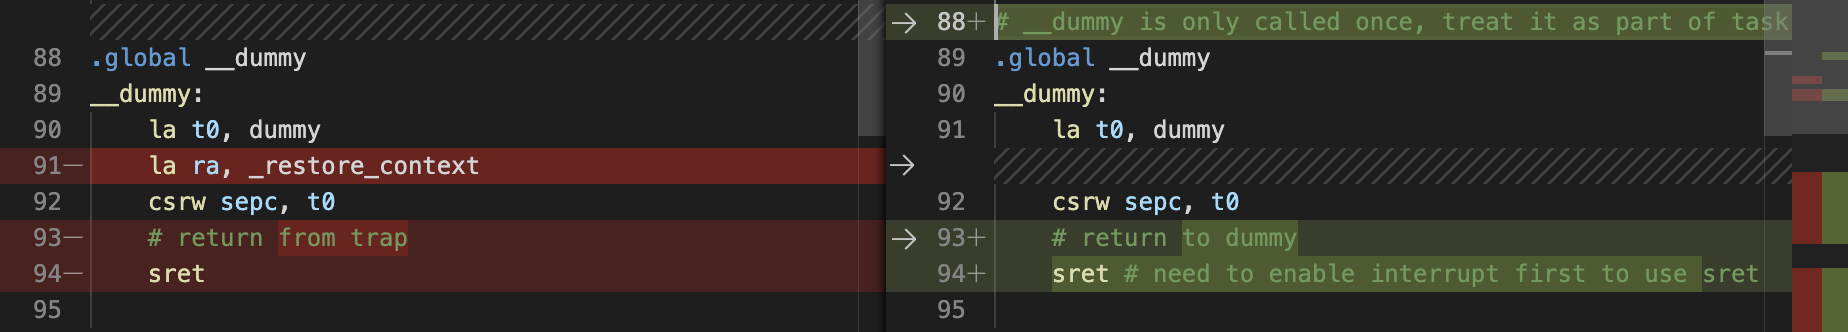 88 .global __dummy
89 __dummy:
90 la t0, dummy
91— la ra, _restore_context
92 csrw sepc, t0
93— # return from trap
94— sret
95
→ 88+ # __dummy is only called once, treat it as part of task
89 .global __dummy
90 __dummy:
91 la t0, dummy
→
92 csrw sepc, t0
→ 93+ # return to dummy
94+ sret # need to enable interrupt first to use sret
95